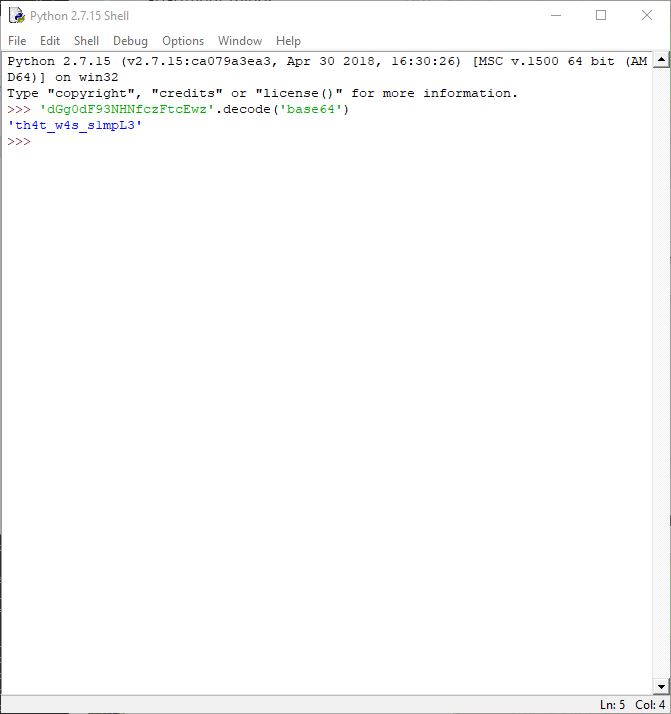 Python 2.7.15 Shell
File Edit Shell Debug Options Window Help
Python 2.7.15 (v2.7.15:ca079a3ea3, Apr 30 2018, 16:30:26) [MSC v.1500 64 bit (AM
D64)] on win32
Type "copyright", "credits" or "license()" for more information.
>>> 'dGg0dF93NHNfczFtcEwz'.decode('base64')
'th4t_w4s_s1mpL3'
>>>
Ln: 5 Col: 4